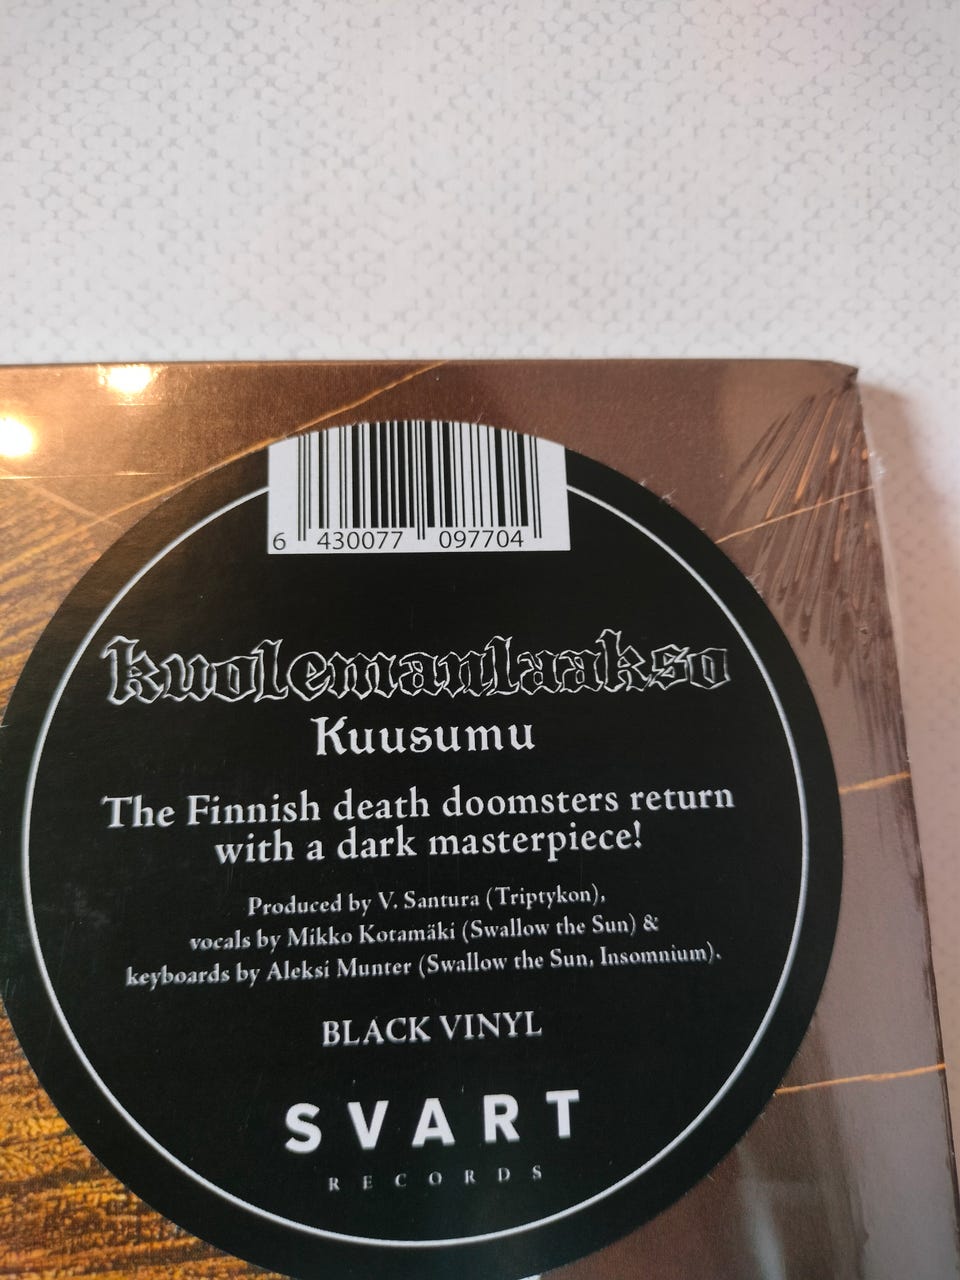 6 430077 097704
kuolemanlaakso
Kuusumu
The Finnish death doomsters return
with a dark masterpiece!
Produced by V. Santura (Triptykon),
vocals by Mikko Kotamäki (Swallow the Sun) &
keyboards by Aleksi Munter (Swallow the Sun, Insomnium).
BLACK VINYL
SVART
RECORDS